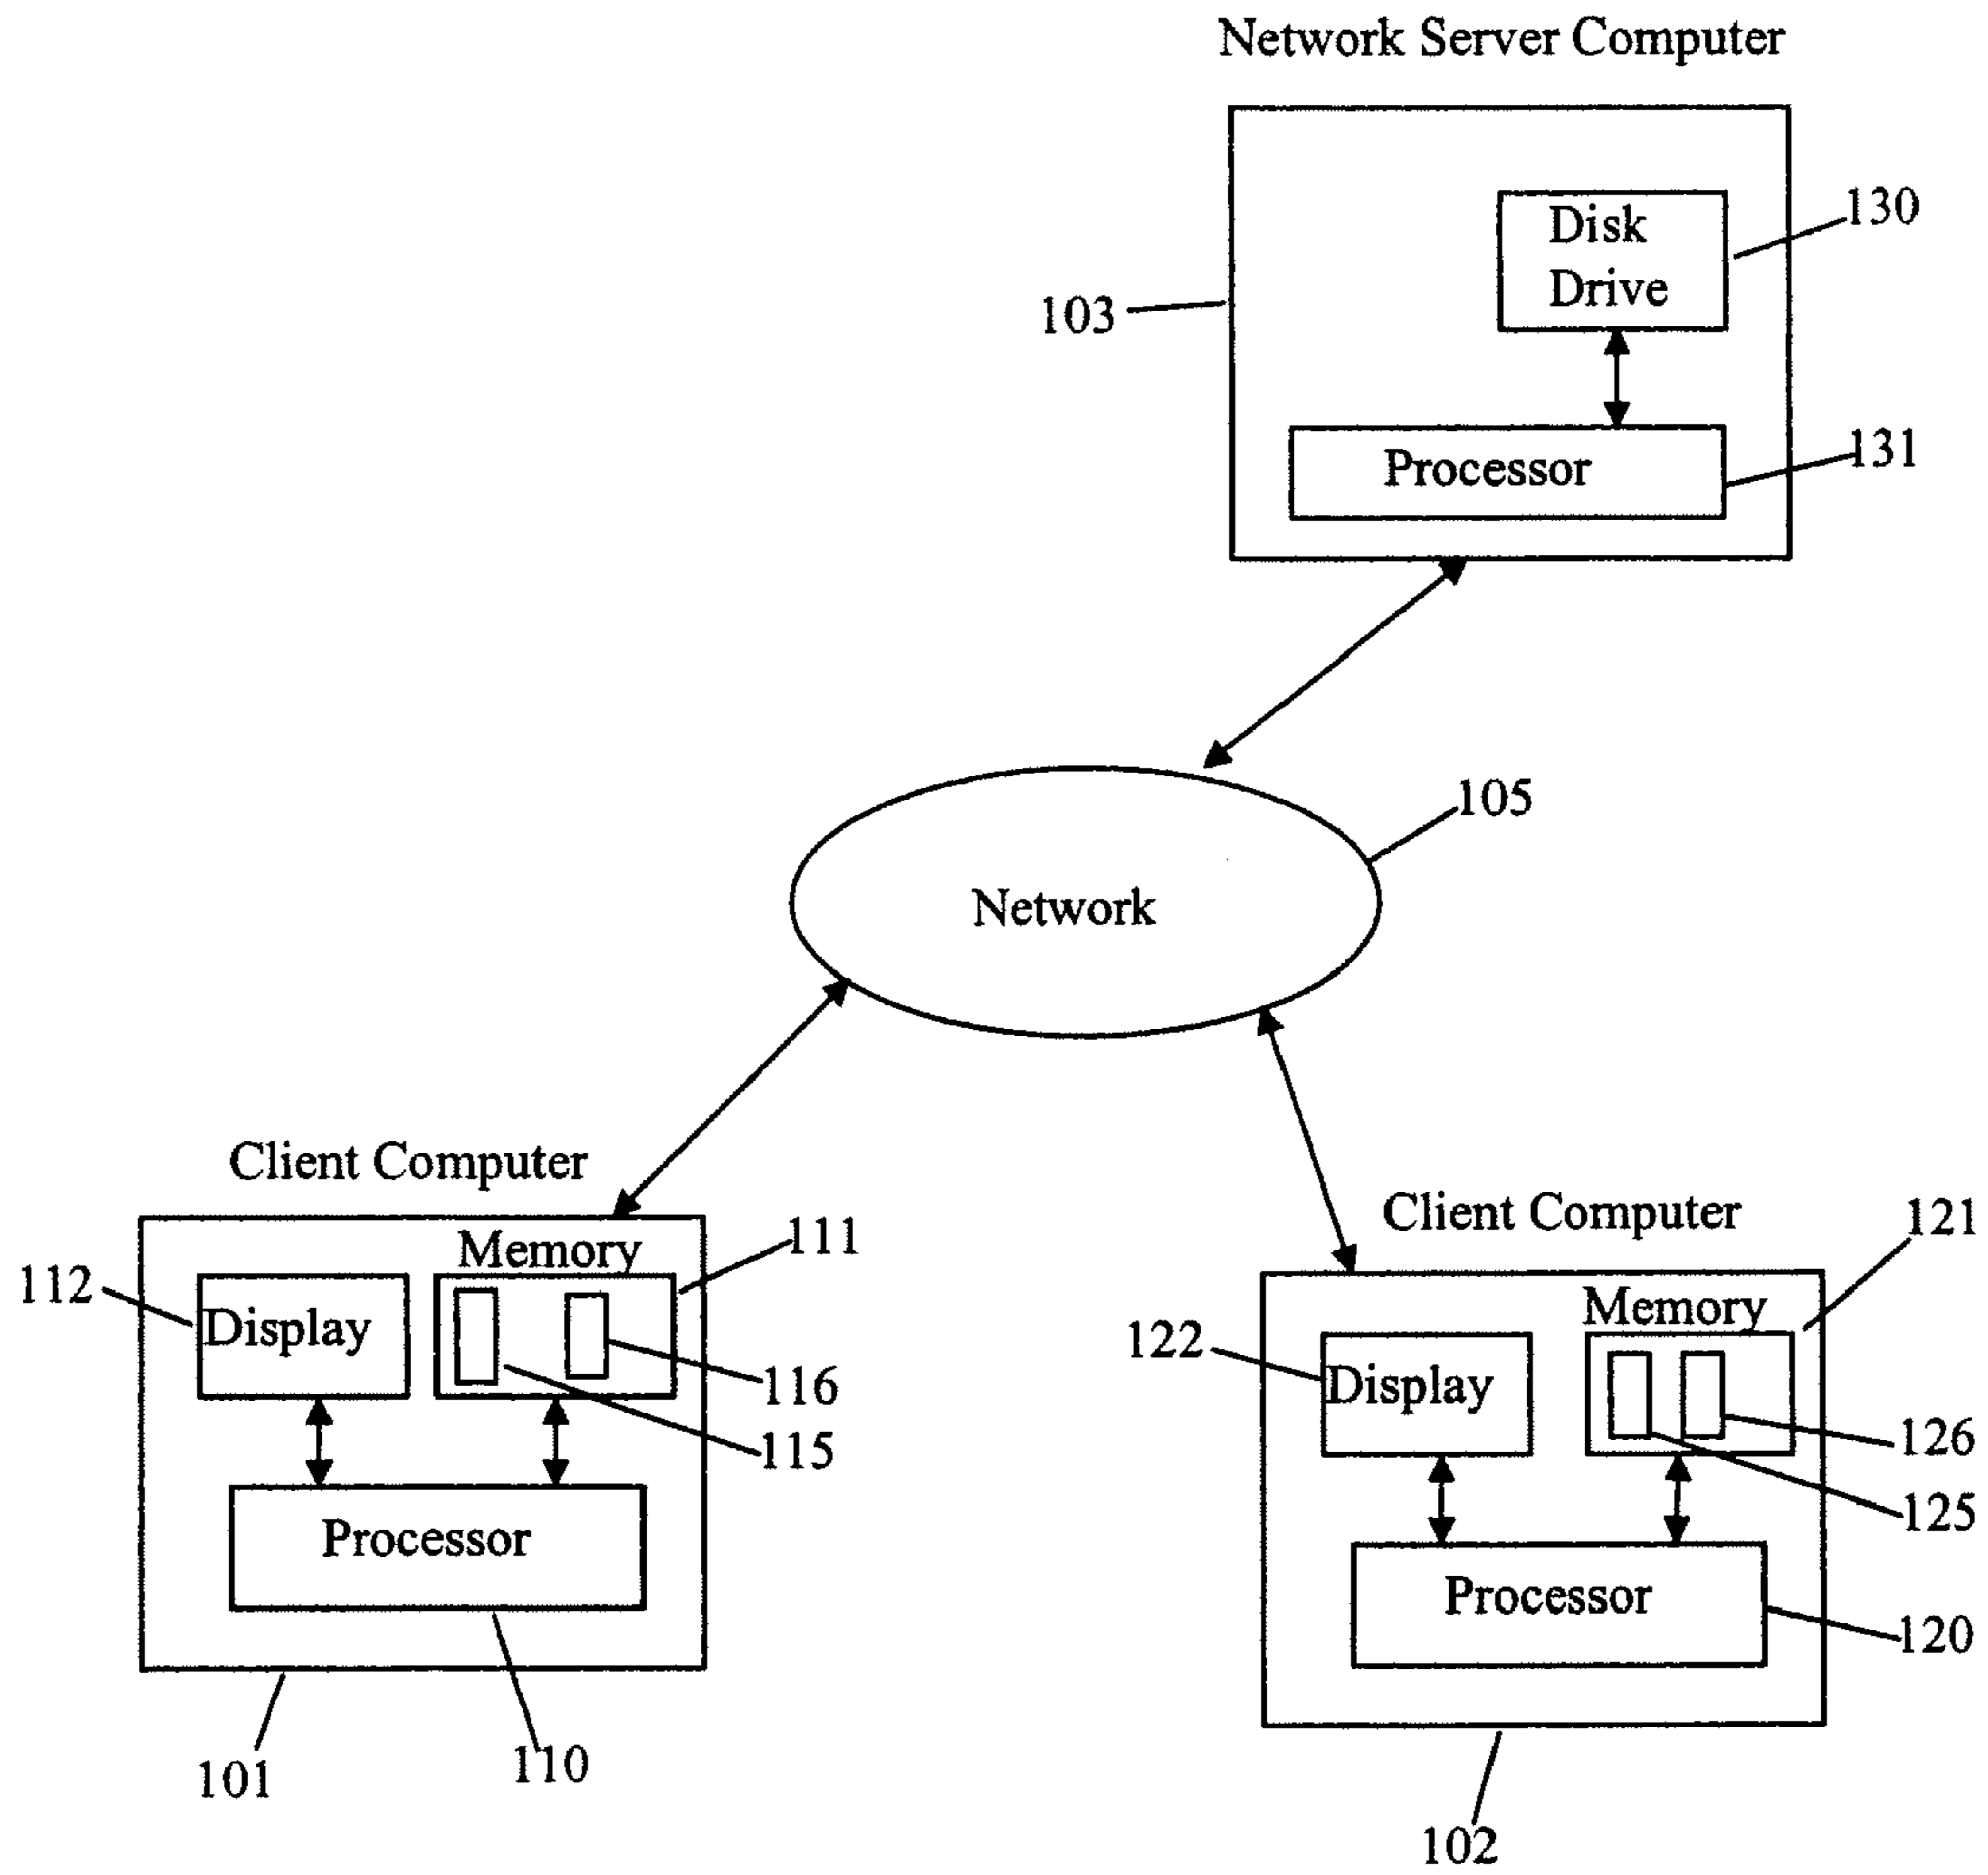 Network Server Computer
Disk
Drive
130
103
Processor
131
105
Network
Client Computer
Memory
111
112
Display
116
115
Processor
101
110
Client Computer
121
Memory
122
Display
126
125
Processor
120
102